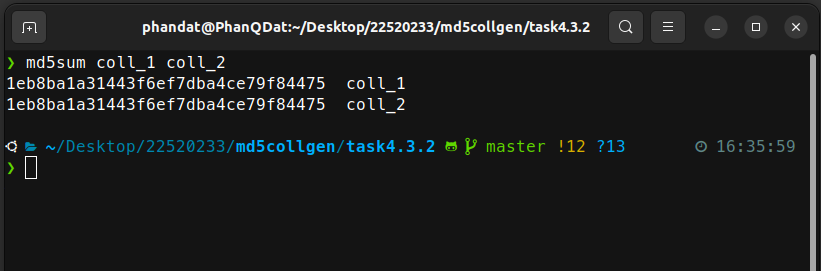 phandat@PhanQDat:~/Desktop/22520233/md5collgen/task4.3.2
❯ md5sum coll_1 coll_2
1eb8ba1a31443f6ef7dba4ce79f84475  coll_1
1eb8ba1a31443f6ef7dba4ce79f84475  coll_2
~/Desktop/22520233/md5collgen/task4.3.2 master !12 ?13 16:35:59
❯